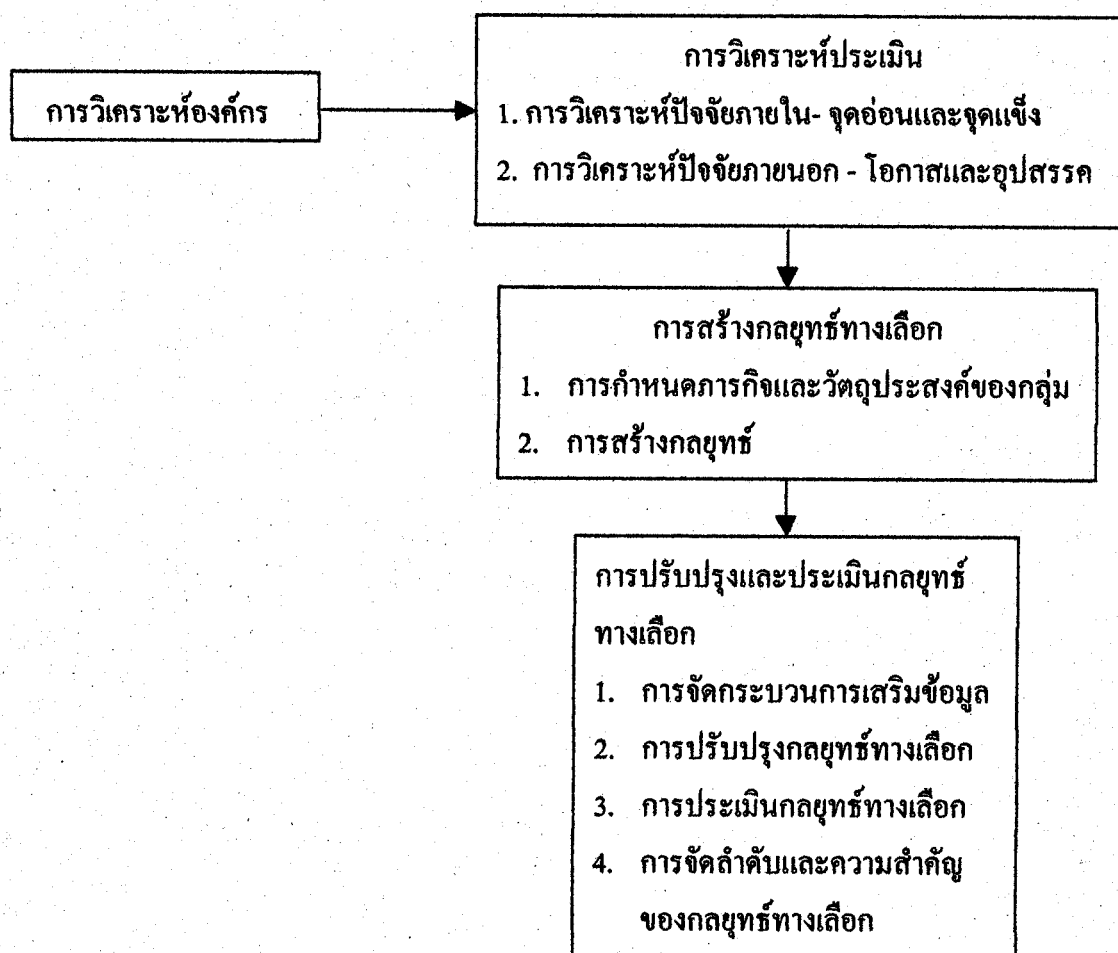 การวิเคราะห์องค์กร
การวิเคราะห์ประเมิน
1. การวิเคราะห์ปัจจัยภายใน- จุดอ่อนและจุดแข็ง
2. การวิเคราะห์ปัจจัยภายนอก - โอกาสและอุปสรรค
การสร้างกลยุทธ์ทางเลือก
1. การกำหนดภารกิจและวัตถุประสงค์ของกลุ่ม
2. การสร้างกลยุทธ์
การปรับปรุงและประเมินกลยุทธ์
ทางเลือก
1. การจัดกระบวนการเสริมข้อมูล
2. การปรับปรุงกลยุทธ์ทางเลือก
3. การประเมินกลยุทธ์ทางเลือก
4. การจัดลำดับและความสำคัญ
ของกลยุทธ์ทางเลือก